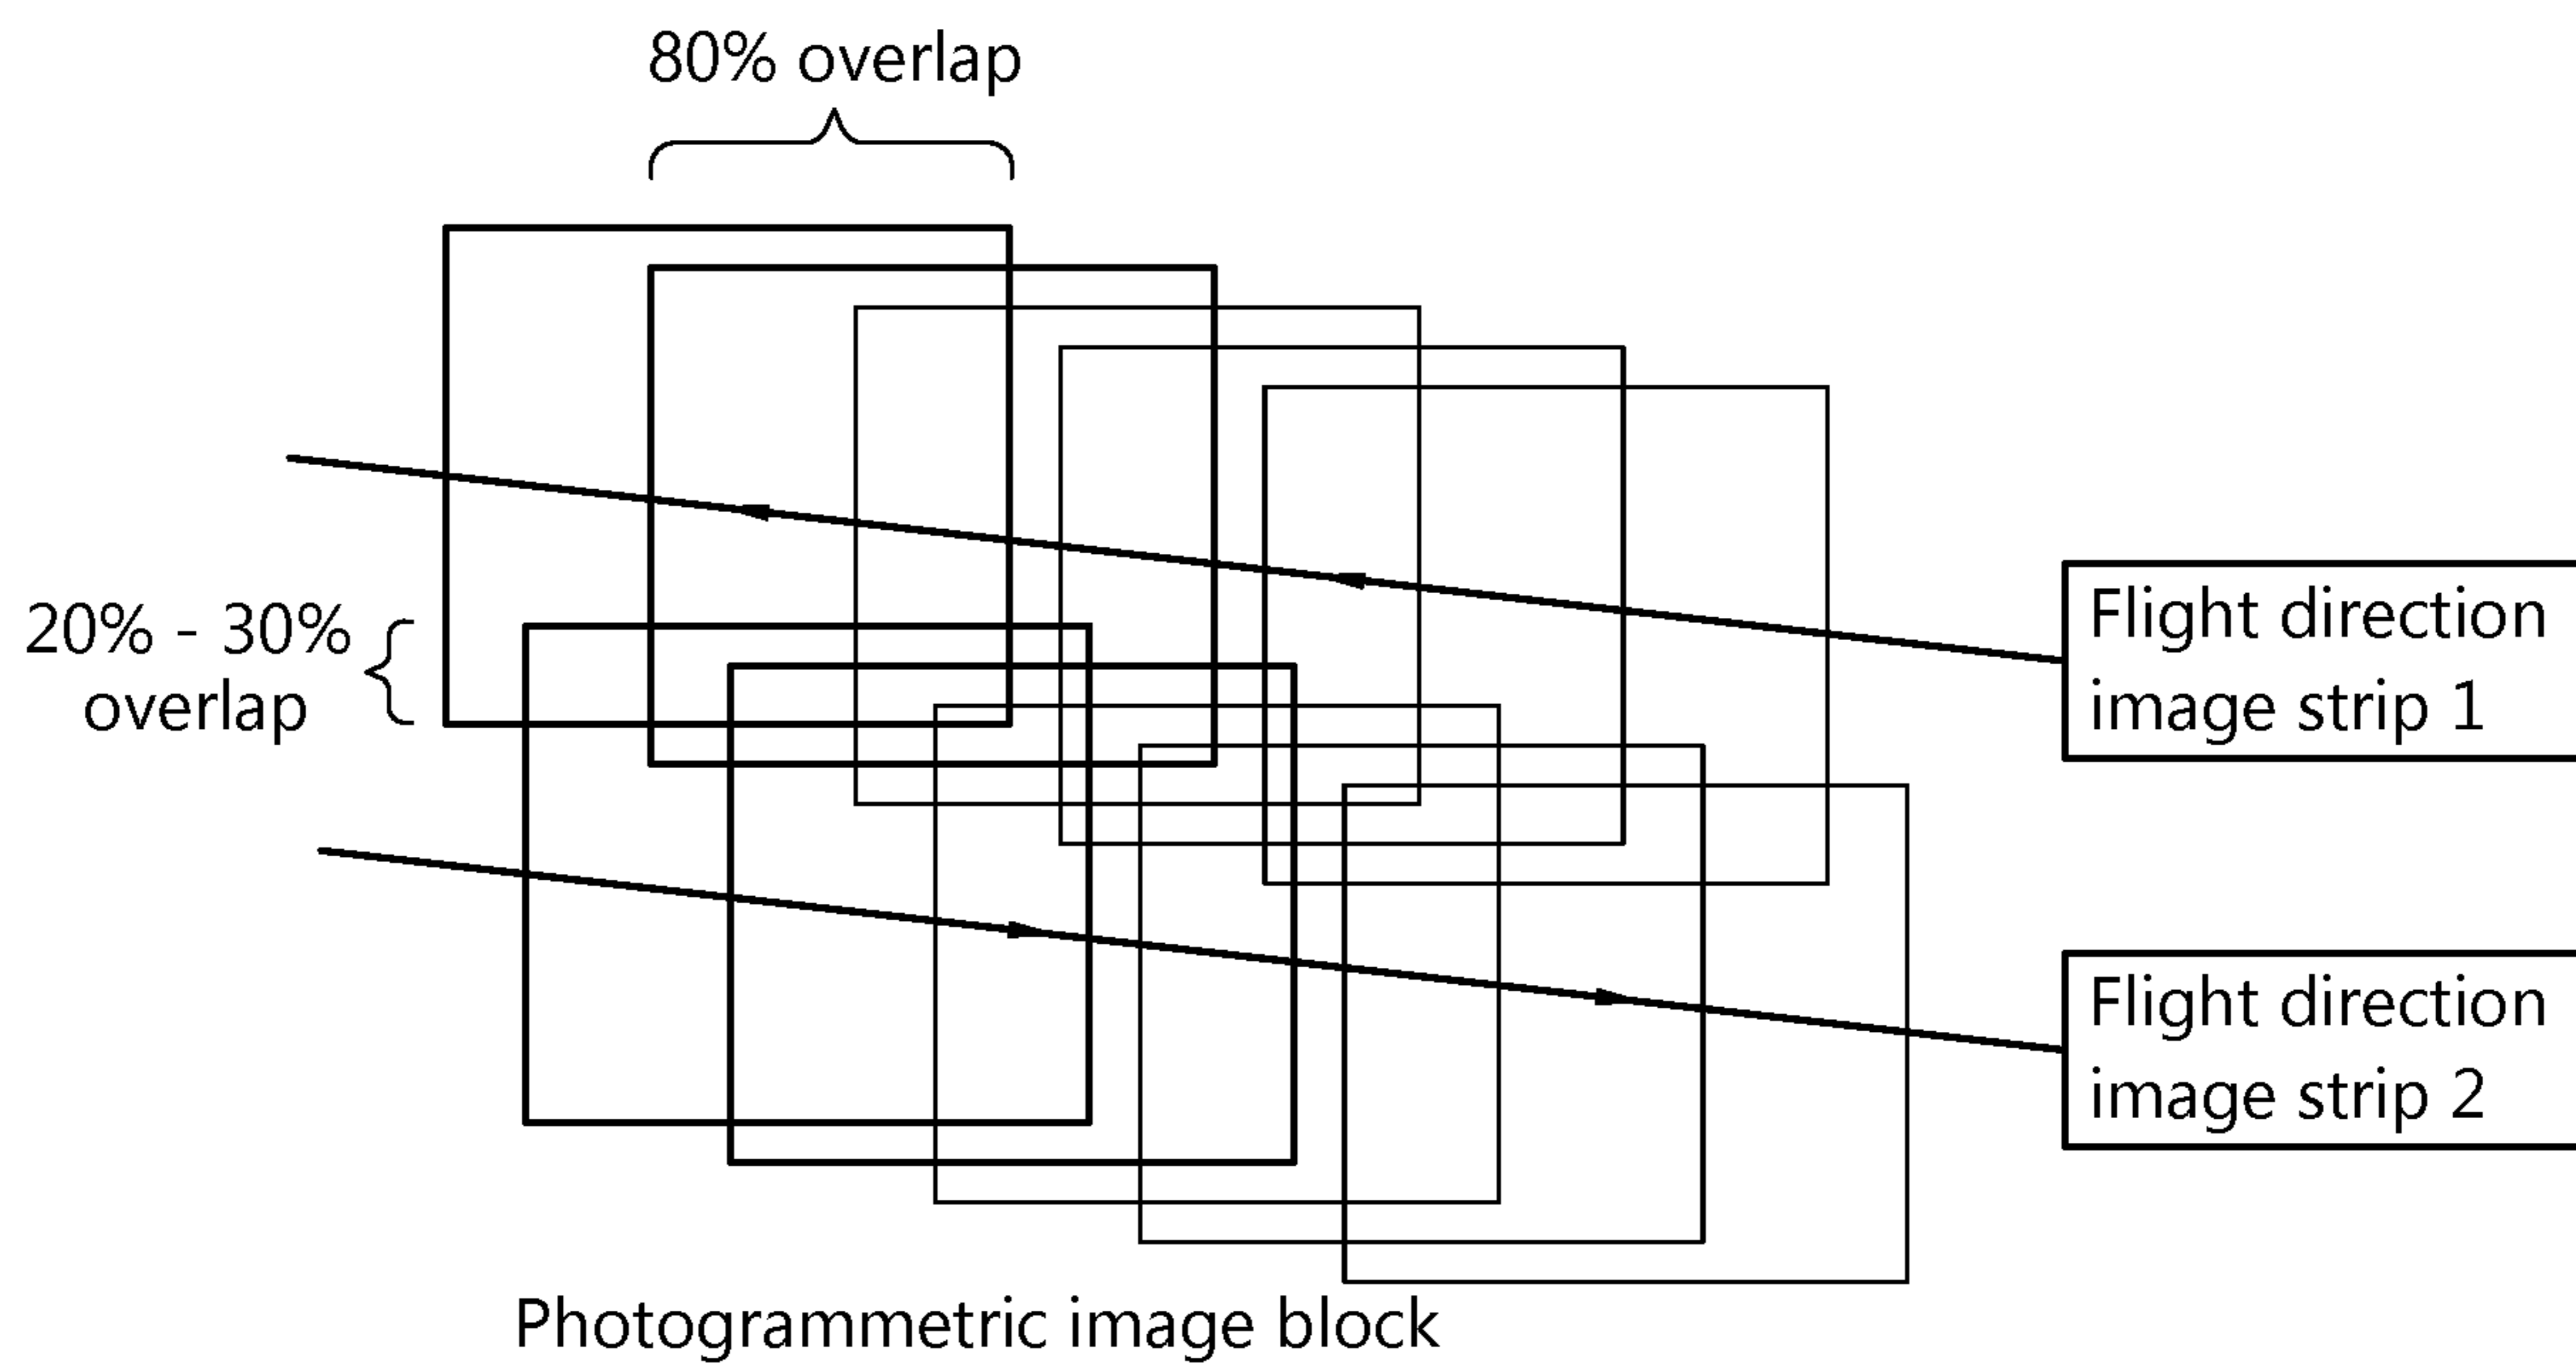 80% overlap
20% - 30%
overlap
Flight direction
image strip 1
Flight direction
image strip 2
Photogrammetric image block